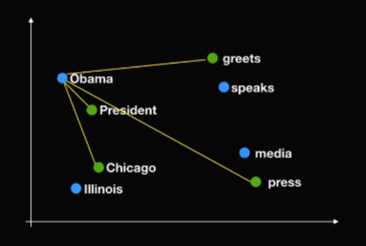 greets
Obama
speaks
President
media
Chicago
press
Illinois